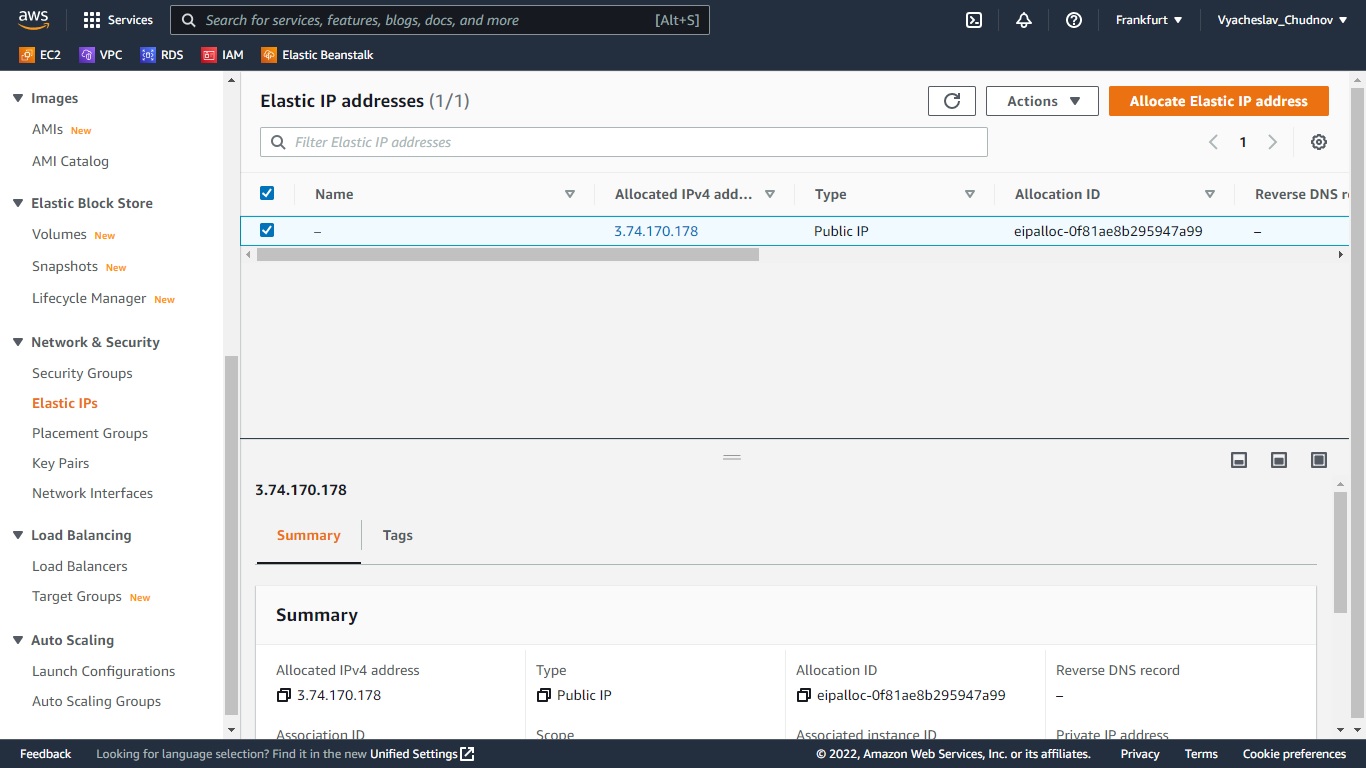 aws Services Search for services, features, blogs, docs, and more [Alt+S] Frankfurt Vyacheslav_Chudnov
EC2 VPC RDS IAM Elastic Beanstalk
Images
AMIs New
AMI Catalog
Elastic Block Store
Volumes New
Snapshots New
Lifecycle Manager New
Network & Security
Security Groups
Elastic IPs
Placement Groups
Key Pairs
Network Interfaces
Load Balancing
Load Balancers
Target Groups New
Auto Scaling
Launch Configurations
Auto Scaling Groups
Elastic IP addresses (1/1) Actions Allocate Elastic IP address
Filter Elastic IP addresses 1
Name Allocated IPv4 add... Type Allocation ID Reverse DNS r
– 3.74.170.178 Public IP eipalloc-0f81ae8b295947a99 –
3.74.170.178
Summary Tags
Summary
Allocated IPv4 address Type Allocation ID Reverse DNS record
3.74.170.178 Public IP eipalloc-0f81ae8b295947a99 –
Association ID Scope Associated instance ID Private IP address
Feedback Looking for language selection? Find it in the new Unified Settings © 2022, Amazon Web Services, Inc. or its affiliates. Privacy Terms Cookie preferences